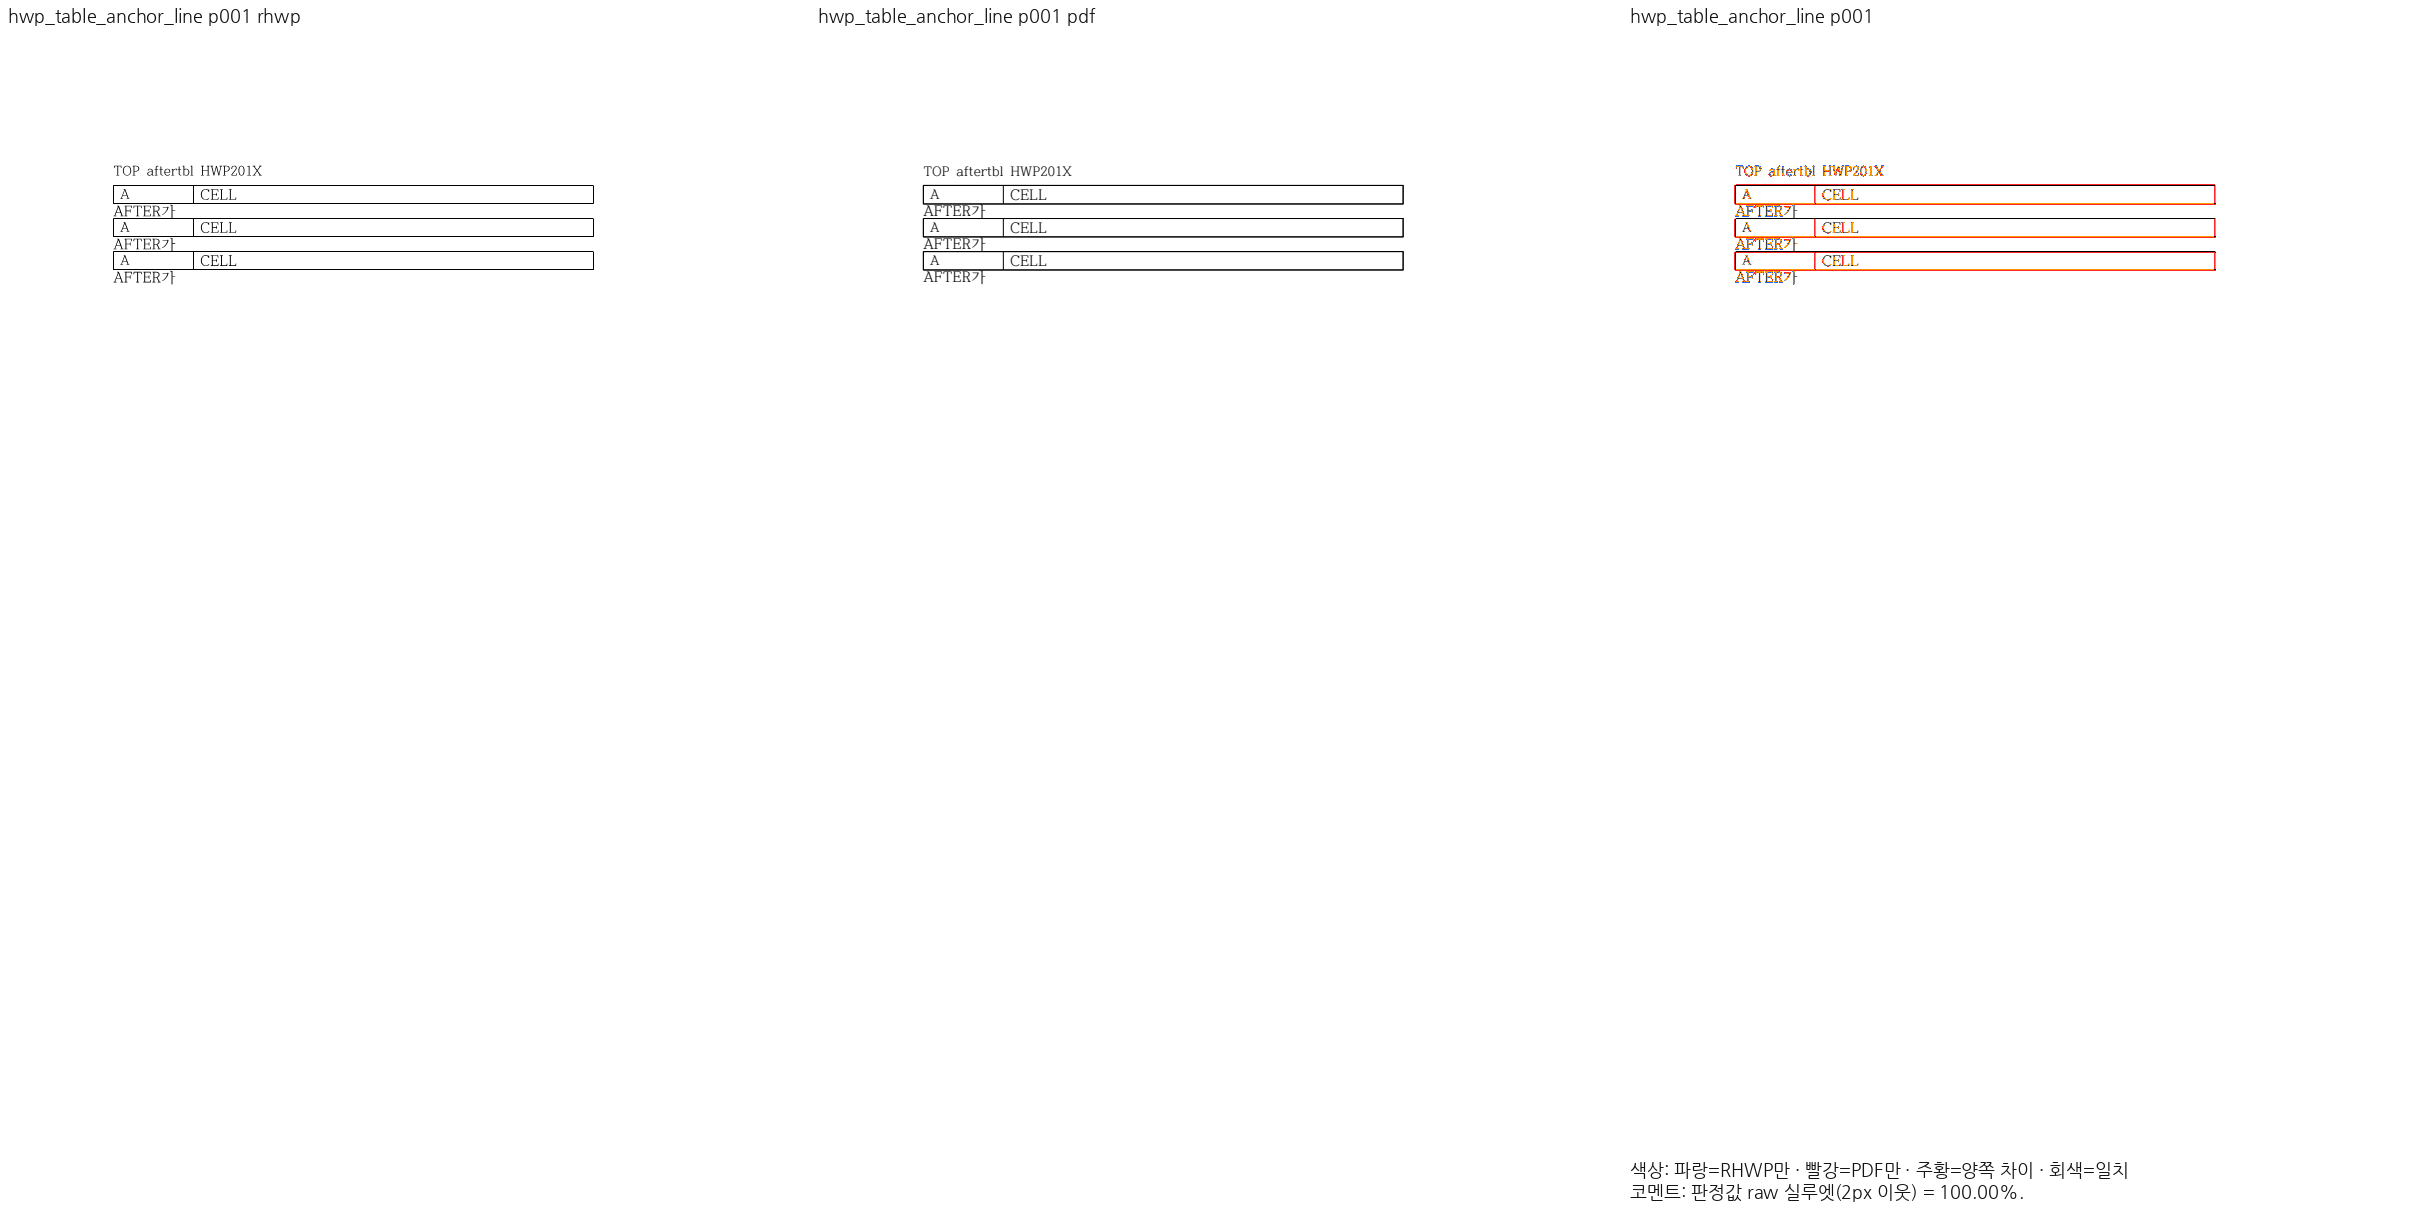 hwp_table_anchor_line p001 rhwp
TOP aftertbl HWP201X
A CELL
AFTER가
A CELL
AFTER가
A CELL
AFTER가
hwp_table_anchor_line p001 pdf
TOP aftertbl HWP201X
A CELL
AFTER가
A CELL
AFTER가
A CELL
AFTER가
hwp_table_anchor_line p001
TOP aftertbl HWP201X
A CELL
AFTER가
A CELL
AFTER가
A CELL
AFTER가
색상: 파랑=RHWP만 · 빨강=PDF만 · 주황=양쪽 차이 · 회색=일치
코멘트: 판정값 raw 실루엣(2px 이웃) = 100.00%.